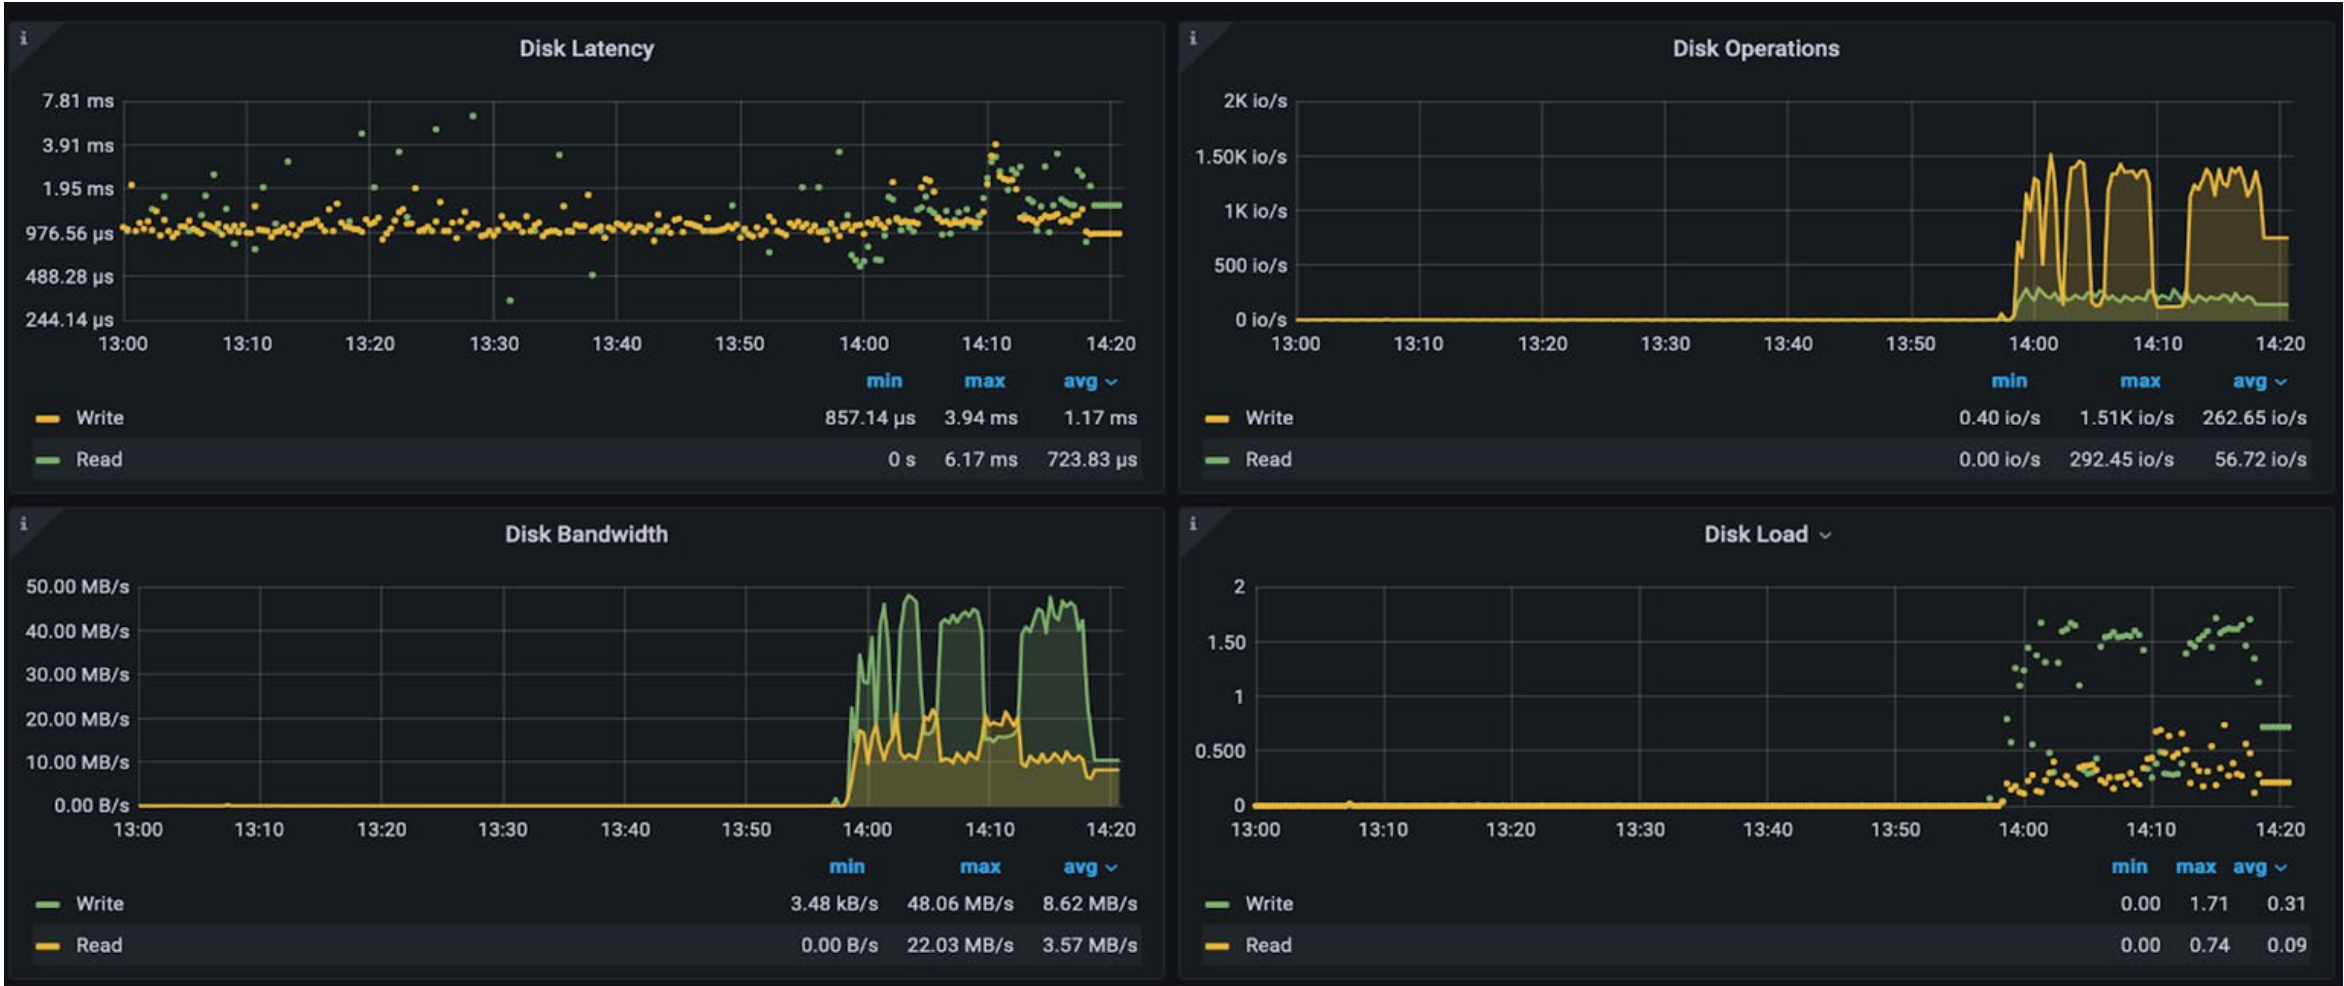 Disk Latency
7.81 ms
3.91 ms
1.95 ms
976.56 µs
488.28 µs
244.14 µs
13:00 13:10 13:20 13:30 13:40 13:50 14:00 14:10 14:20
min max avg
Write 857.14 µs 3.94 ms 1.17 ms
Read 0 s 6.17 ms 723.83 µs
Disk Operations
2K io/s
1.50K io/s
1K io/s
500 io/s
0 io/s
13:00 13:10 13:20 13:30 13:40 13:50 14:00 14:10 14:20
min max avg
Write 0.40 io/s 1.51K io/s 262.65 io/s
Read 0.00 io/s 292.45 io/s 56.72 io/s
Disk Bandwidth
50.00 MB/s
40.00 MB/s
30.00 MB/s
20.00 MB/s
10.00 MB/s
0.00 B/s
13:00 13:10 13:20 13:30 13:40 13:50 14:00 14:10 14:20
min max avg
Write 3.48 kB/s 48.06 MB/s 8.62 MB/s
Read 0.00 B/s 22.03 MB/s 3.57 MB/s
Disk Load
2
1.50
1
0.500
0
13:00 13:10 13:20 13:30 13:40 13:50 14:00 14:10 14:20
min max avg
Write 0.00 1.71 0.31
Read 0.00 0.74 0.09